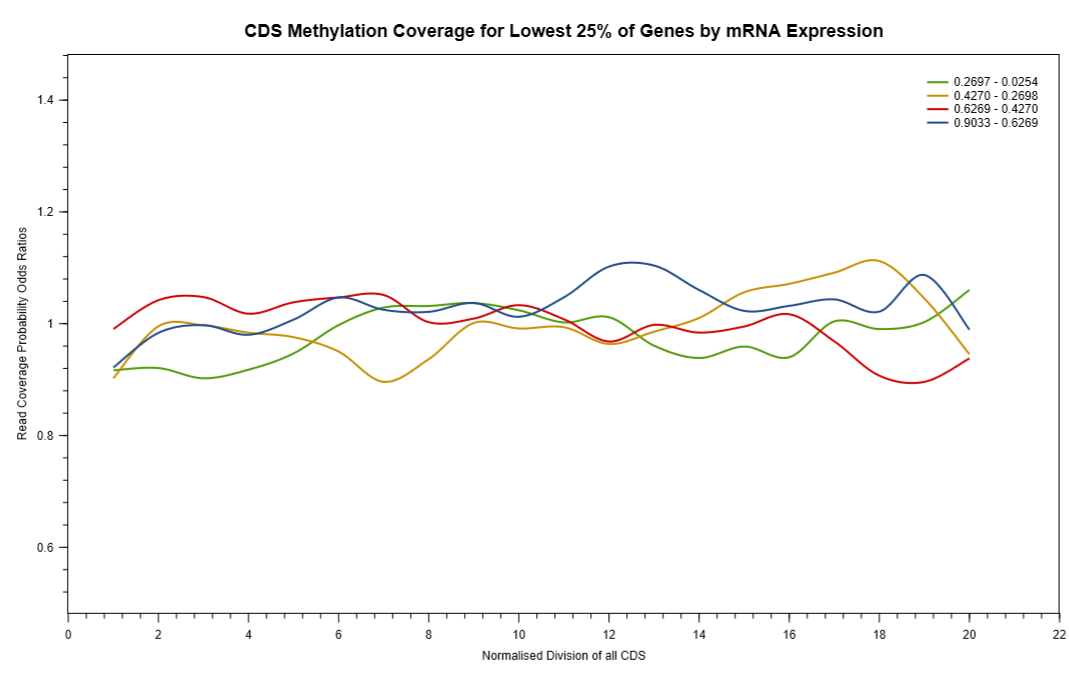 CDS Methylation Coverage for Lowest 25% of Genes by mRNA Expression
0.2697 - 0.0254
0.4270 - 0.2698
0.6269 - 0.4270
0.9033 - 0.6269
1.4
1.2
1
0.8
0.6
Read Coverage Probability Odds Ratios
0 2 4 6 8 10 12 14 16 18 20 22
Normalised Division of all CDS